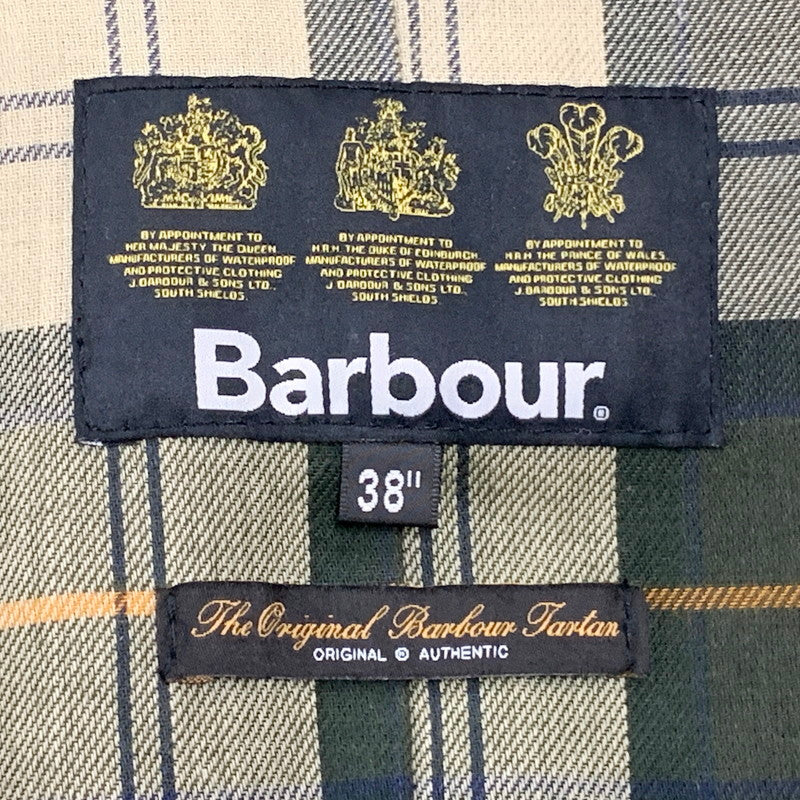 BY APPOINTMENT TO
HER MAJESTY THE QUEEN
MANUFACTURERS OF WATERPROOF
AND PROTECTIVE CLOTHING
J. BARBOUR & SONS LTD.,
SOUTH SHIELDS.
BY APPOINTMENT TO
H.R.H. THE DUKE OF EDINBURGH
MANUFACTURERS OF WATERPROOF
AND PROTECTIVE CLOTHING
J. BARBOUR & SONS LTD.,
SOUTH SHIELDS.
BY APPOINTMENT TO
H.R.H. THE PRINCE OF WALES
MANUFACTURERS OF WATERPROOF
AND PROTECTIVE CLOTHING
J. BARBOUR & SONS LTD.,
SOUTH SHIELDS.
Barbour®
38"
The Original Barbour Tartan
ORIGINAL ® AUTHENTIC